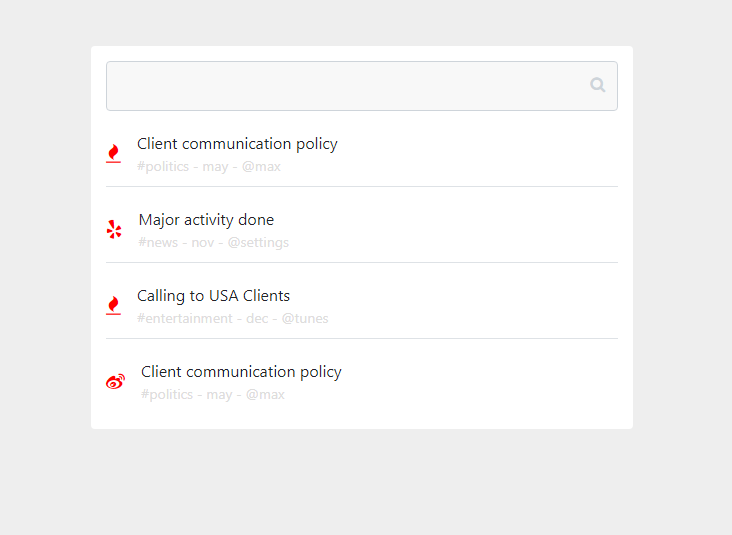 Client communication policy
#politics - may - @max
Major activity done
#news - nov - @settings
Calling to USA Clients
#entertainment - dec - @tunes
Client communication policy
#politics - may - @max